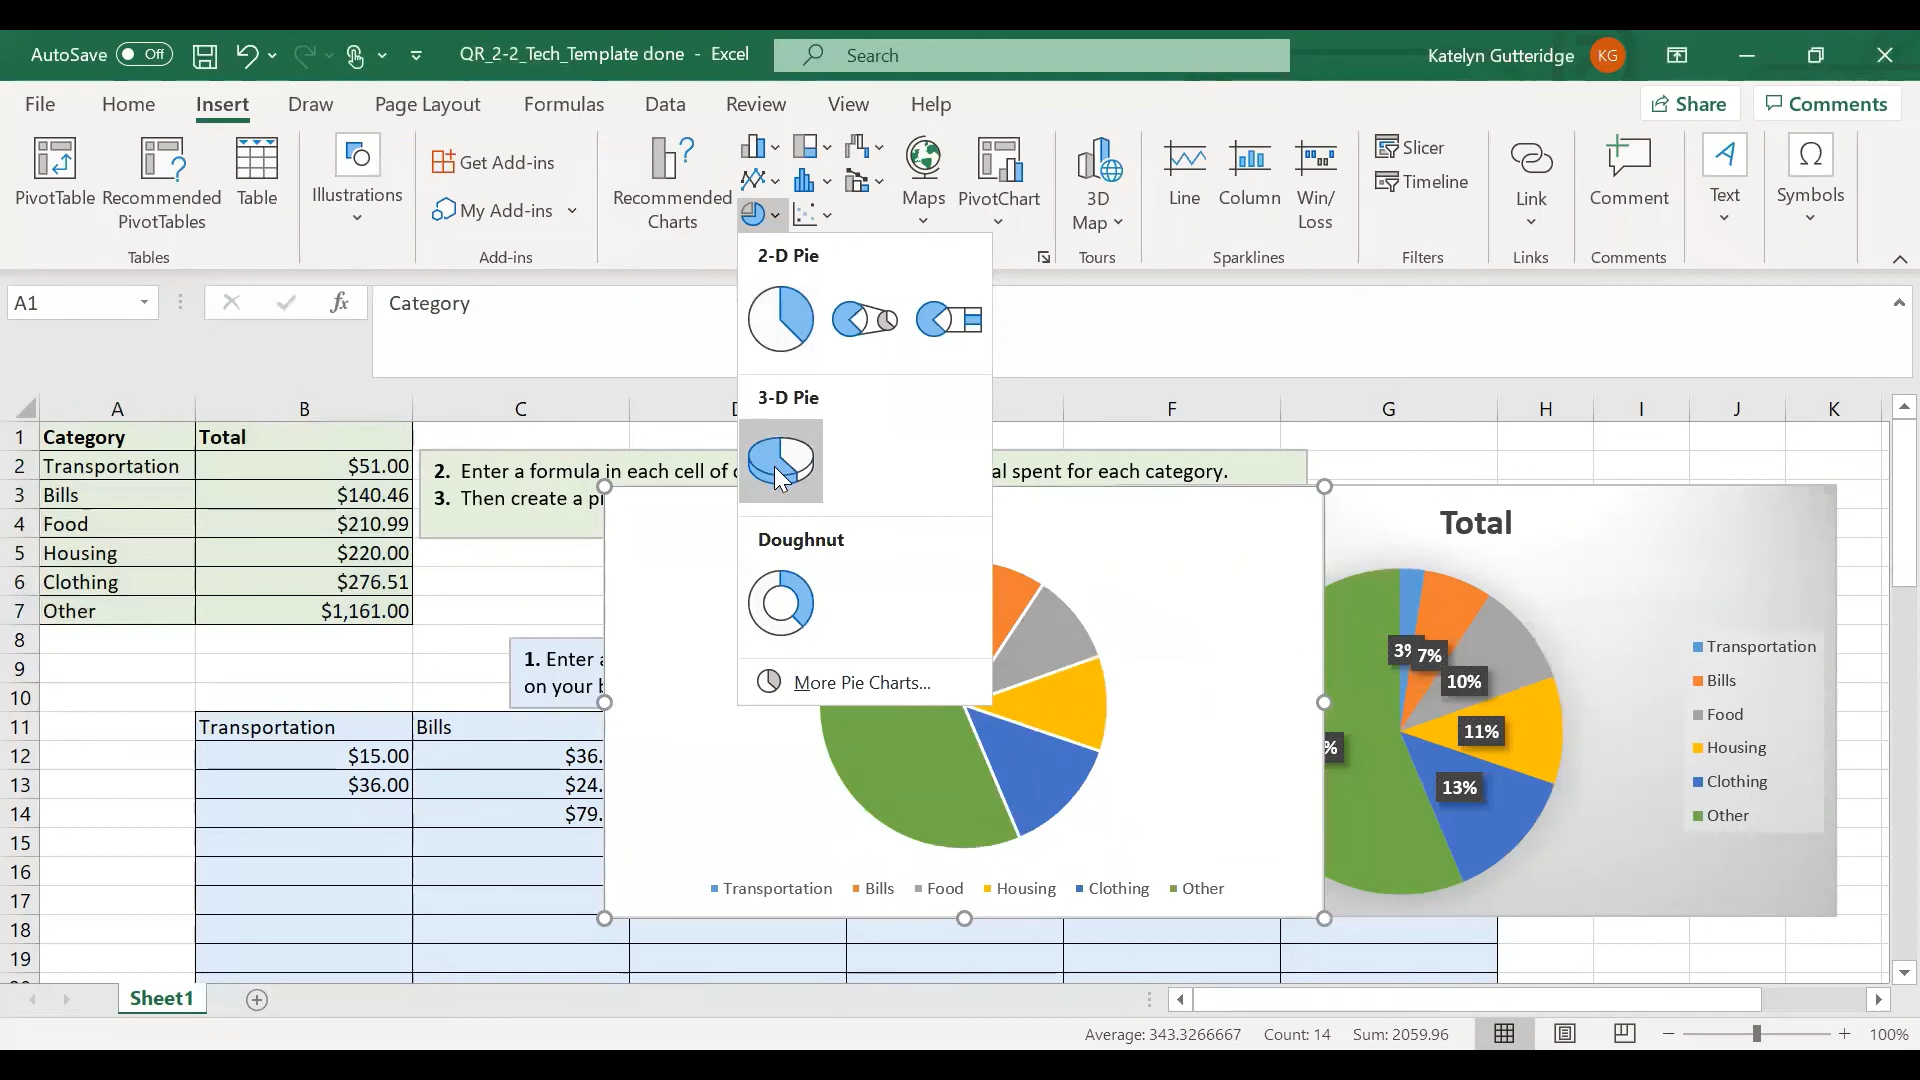 AutoSave Off QR_2-2_Tech_Template done - Excel Search Katelyn Gutteridge KG
File Home Insert Draw Page Layout Formulas Data Review View Help Share Comments
PivotTable Recommended PivotTables Table
Tables
Illustrations
Get Add-ins
My Add-ins
Add-ins
Recommended Charts
Maps
PivotChart
3D Map
Tours
Line Column Win/Loss
Sparklines
Slicer
Timeline
Filters
Link
Links
Comment
Comments
Text
Symbols
2-D Pie
3-D Pie
Doughnut
More Pie Charts...
A1 fx Category
A B C D F G H I J K
1 Category Total
2 Transportation $51.00
3 Bills $140.46
4 Food $210.99
5 Housing $220.00
6 Clothing $276.51
7 Other $1,161.00
8
9
10
2. Enter a formula in each cell of c al spent for each category.
3. Then create a pi
1. Enter a
on your b
11 Transportation Bills
12 $15.00 $36.
13 $36.00 $24.
14 $79.
15
16
17
18
19
Transportation Bills Food Housing Clothing Other
Total
3% 7%
10%
11%
%
13%
Transportation
Bills
Food
Housing
Clothing
Other
Sheet1
Average: 343.3266667 Count: 14 Sum: 2059.96 100%